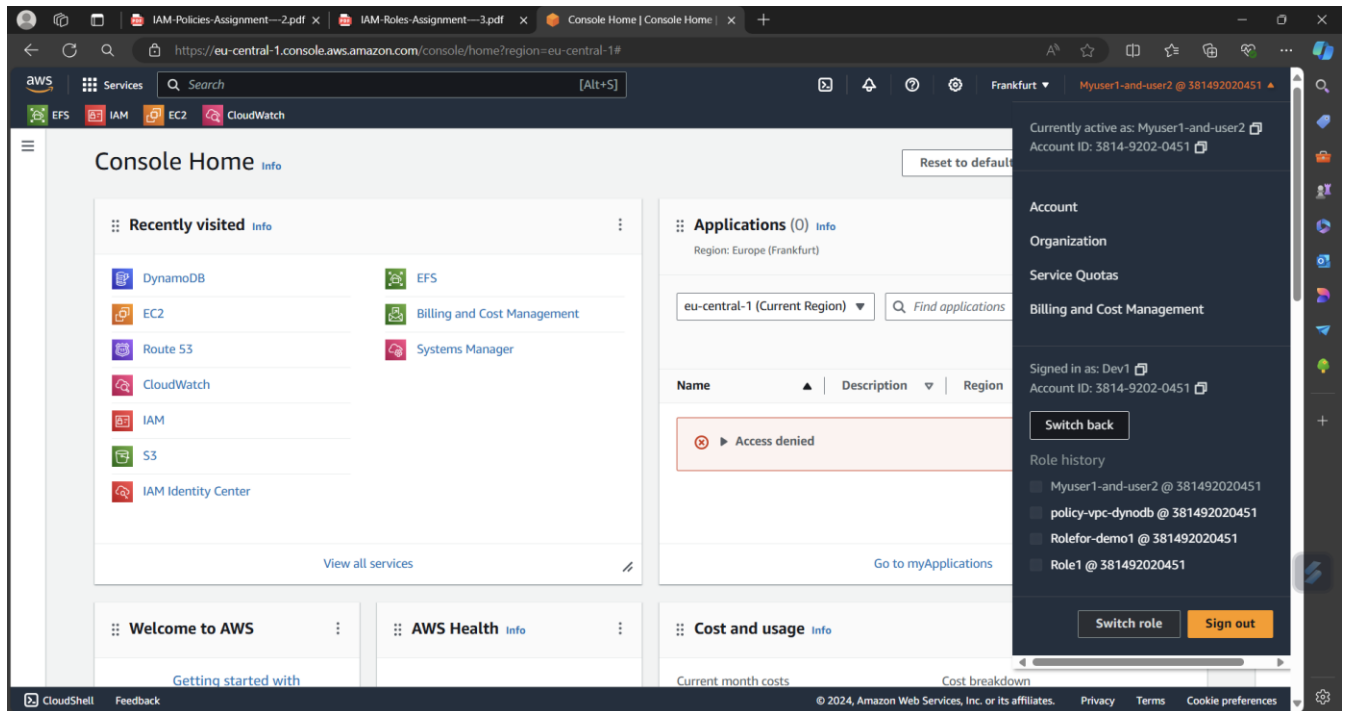 IAM-Policies-Assignment----2.pdf
IAM-Roles-Assignment----3.pdf
Console Home | Console Home |
https://eu-central-1.console.aws.amazon.com/console/home?region=eu-central-1#
aws
Services
Search
[Alt+S]
Frankfurt
Myuser1-and-user2 @ 381492020451
EFS
IAM
EC2
CloudWatch
Currently active as: Myuser1-and-user2
Account ID: 3814-9202-0451
Account
Organization
Service Quotas
Billing and Cost Management
Signed in as: Dev1
Account ID: 3814-9202-0451
Switch back
Role history
Myuser1-and-user2 @ 381492020451
policy-vpc-dynodb @ 381492020451
Rolefor-demo1 @ 381492020451
Role1 @ 381492020451
Switch role
Sign out
Console Home Info
Reset to default
Recently visited Info
DynamoDB
EC2
Route 53
CloudWatch
IAM
S3
IAM Identity Center
EFS
Billing and Cost Management
Systems Manager
View all services
Applications (0) Info
Region: Europe (Frankfurt)
eu-central-1 (Current Region)
Find applications
Name
Description
Region
Access denied
Go to myApplications
Welcome to AWS
Getting started with
AWS Health Info
Cost and usage Info
Current month costs
Cost breakdown
CloudShell
Feedback
© 2024, Amazon Web Services, Inc. or its affiliates.
Privacy
Terms
Cookie preferences